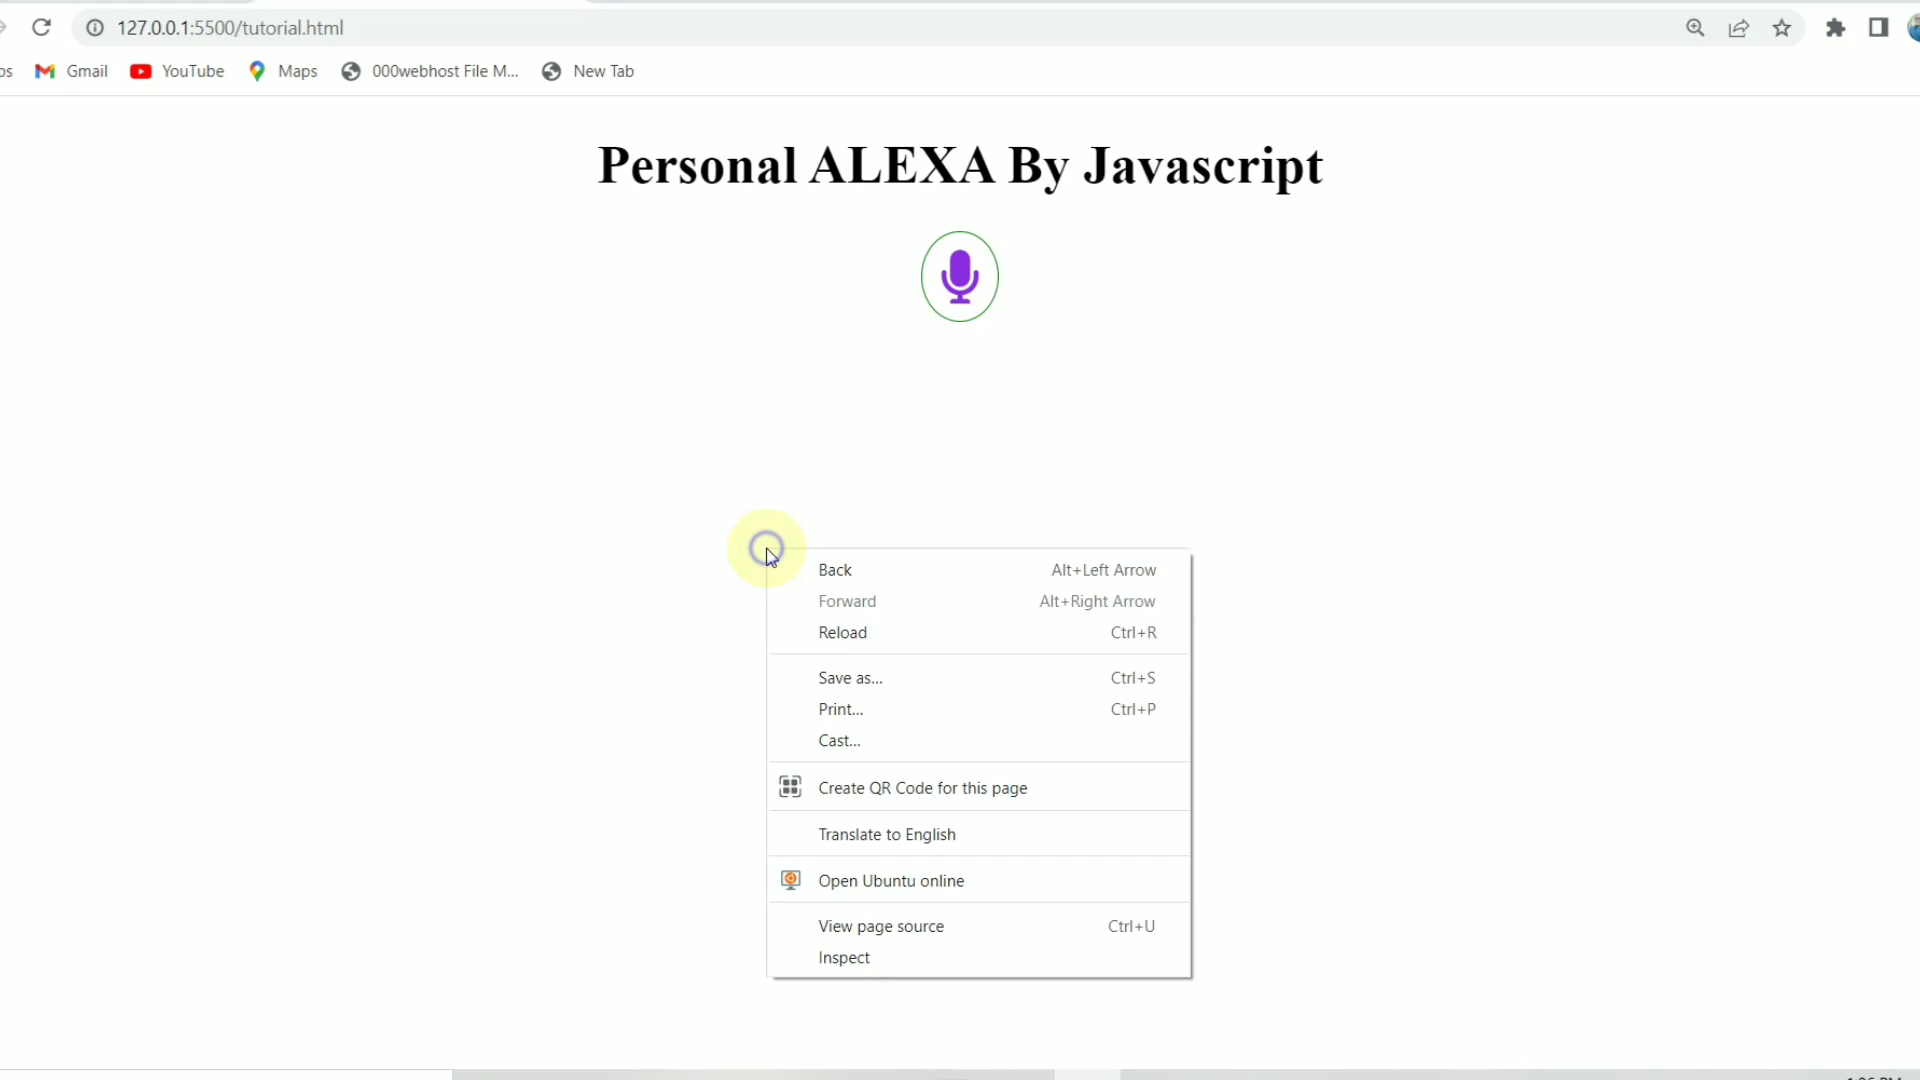 127.0.0.1:5500/tutorial.html
Gmail YouTube Maps 000webhost File M... New Tab
Personal ALEXA By Javascript
Back Alt+Left Arrow
Forward Alt+Right Arrow
Reload Ctrl+R
Save as... Ctrl+S
Print... Ctrl+P
Cast...
Create QR Code for this page
Translate to English
Open Ubuntu online
View page source Ctrl+U
Inspect